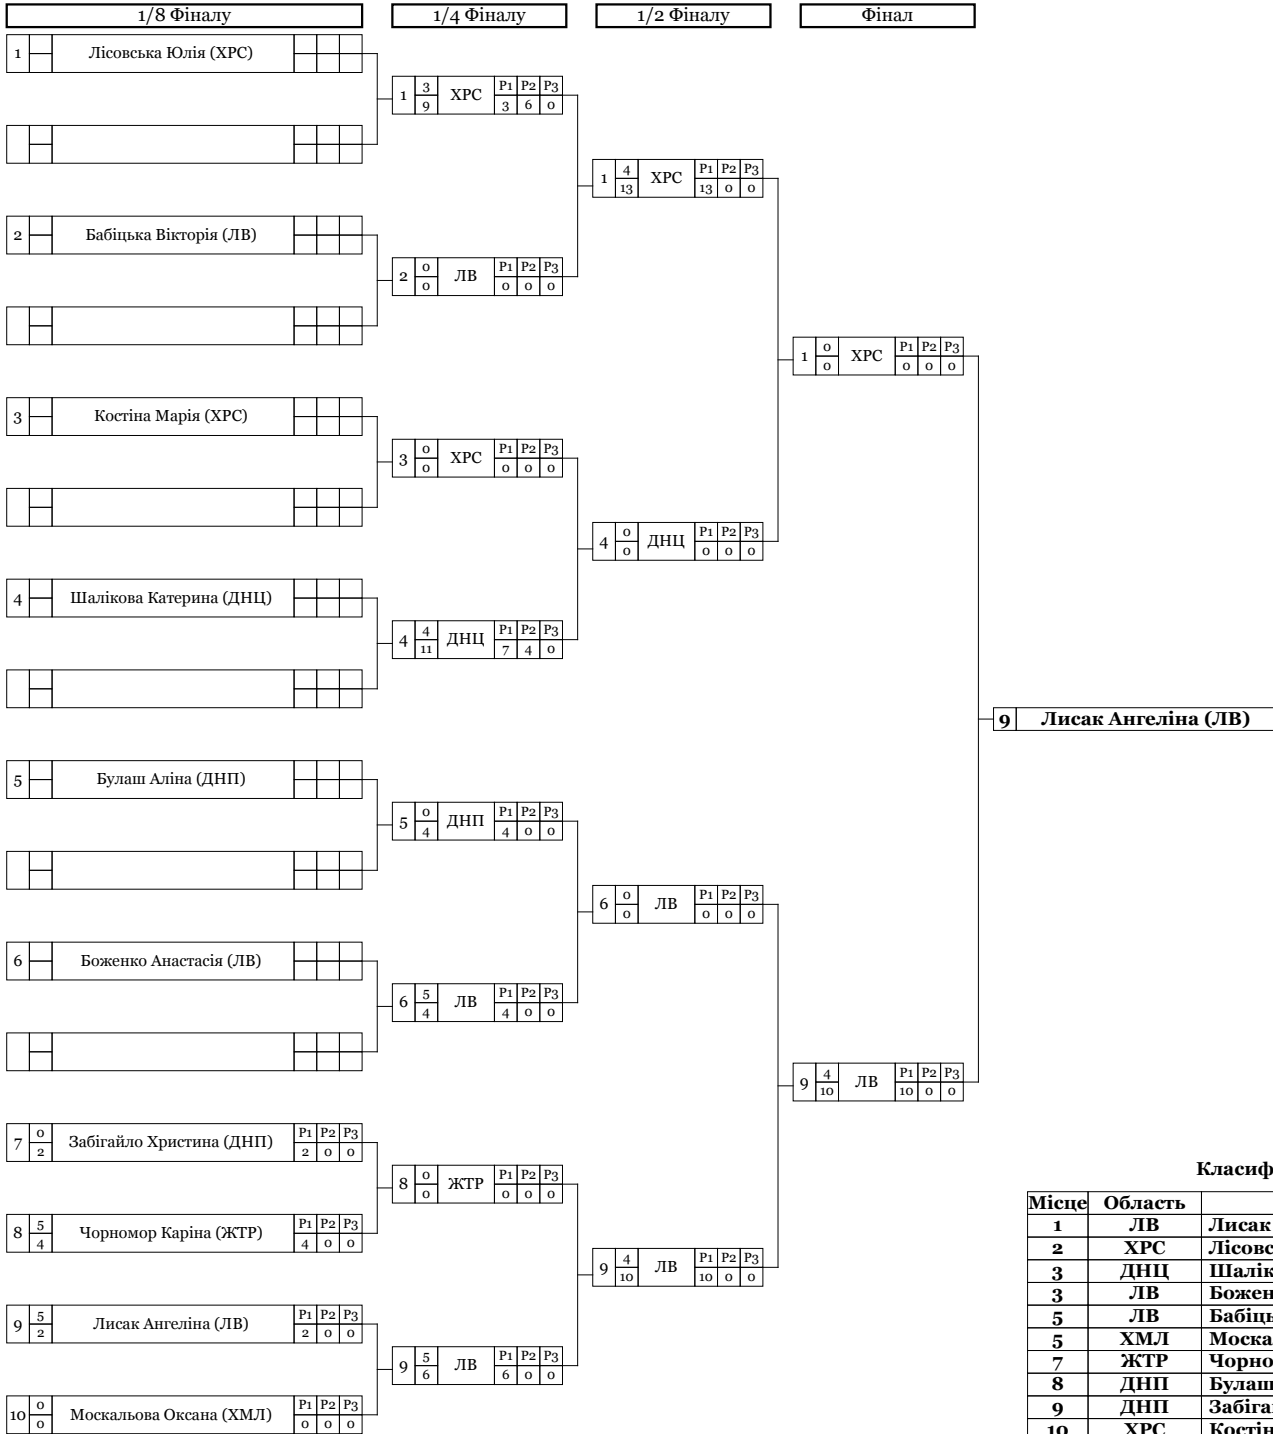 1/8 Фіналу 1/4 Фіналу 1/2 Фіналу Фінал
1 Лісовська Юлія (ХРС)
1 3 9 ХРС Р1 Р2 Р3 3 6 0
1 4 13 ХРС Р1 Р2 Р3 13 0 0
2 Бабіцька Вікторія (ЛВ)
2 0 0 ЛВ Р1 Р2 Р3 0 0 0
1 0 0 ХРС Р1 Р2 Р3 0 0 0
3 Костіна Марія (ХРС)
3 0 0 ХРС Р1 Р2 Р3 0 0 0
4 0 0 ДНЦ Р1 Р2 Р3 0 0 0
4 Шалікова Катерина (ДНЦ)
4 4 11 ДНЦ Р1 Р2 Р3 7 4 0
9 Лисак Ангеліна (ЛВ)
5 Булаш Аліна (ДНП)
5 0 4 ДНП Р1 Р2 Р3 4 0 0
6 0 0 ЛВ Р1 Р2 Р3 0 0 0
6 Боженко Анастасія (ЛВ)
6 5 4 ЛВ Р1 Р2 Р3 4 0 0
9 4 10 ЛВ Р1 Р2 Р3 10 0 0
7 0 2 Забігайло Христина (ДНП) Р1 Р2 Р3 2 0 0
8 0 0 ЖТР Р1 Р2 Р3 0 0 0
8 5 4 Чорномор Каріна (ЖТР) Р1 Р2 Р3 4 0 0
9 4 10 ЛВ Р1 Р2 Р3 10 0 0
9 5 2 Лисак Ангеліна (ЛВ) Р1 Р2 Р3 2 0 0
9 5 6 ЛВ Р1 Р2 Р3 6 0 0
10 0 0 Москальова Оксана (ХМЛ) Р1 Р2 Р3 0 0 0
Класиф
Місце Область
1 ЛВ Лисак
2 ХРС Лісовс
3 ДНЦ Шалік
3 ЛВ Божен
5 ЛВ Бабіць
5 ХМЛ Моска
7 ЖТР Чорно
8 ДНП Булаш
9 ДНП Забіга
10 ХРС Костін